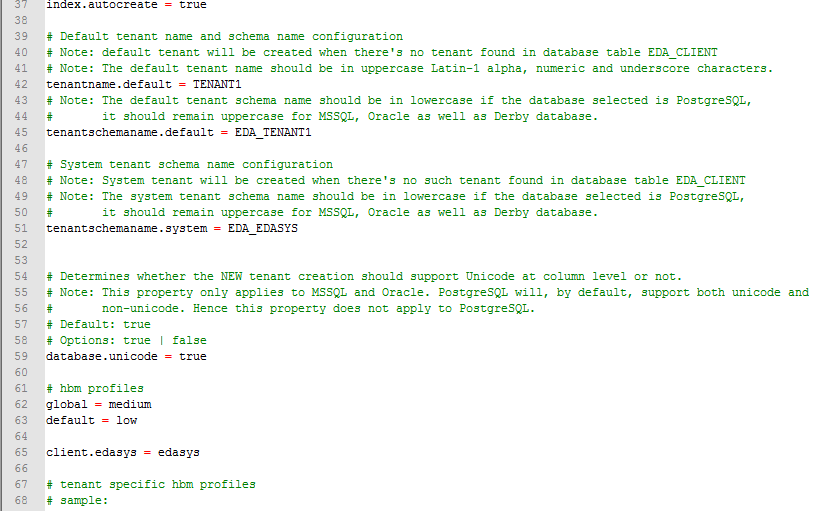 37 index.autocreate = true
38
39 # Default tenant name and schema name configuration
40 # Note: default tenant will be created when there's no tenant found in database table EDA_CLIENT
41 # Note: The default tenant name should be in uppercase Latin-1 alpha, numeric and underscore characters.
42 tenantname.default = TENANT1
43 # Note: The default tenant schema name should be in lowercase if the database selected is PostgreSQL,
44 #       it should remain uppercase for MSSQL, Oracle as well as Derby database.
45 tenantschemaname.default = EDA_TENANT1
46
47 # System tenant schema name configuration
48 # Note: System tenant will be created when there's no such tenant found in database table EDA_CLIENT
49 # Note: The system tenant schema name should be in lowercase if the database selected is PostgreSQL,
50 #       it should remain uppercase for MSSQL, Oracle as well as Derby database.
51 tenantschemaname.system = EDA_EDASYS
52
53
54 # Determines whether the NEW tenant creation should support Unicode at column level or not.
55 # Note: This property only applies to MSSQL and Oracle. PostgreSQL will, by default, support both unicode and
56 #       non-unicode. Hence this property does not apply to PostgreSQL.
57 # Default: true
58 # Options: true | false
59 database.unicode = true
60
61 # hbm profiles
62 global = medium
63 default = low
64
65 client.edasys = edasys
66
67 # tenant specific hbm profiles
68 # sample: